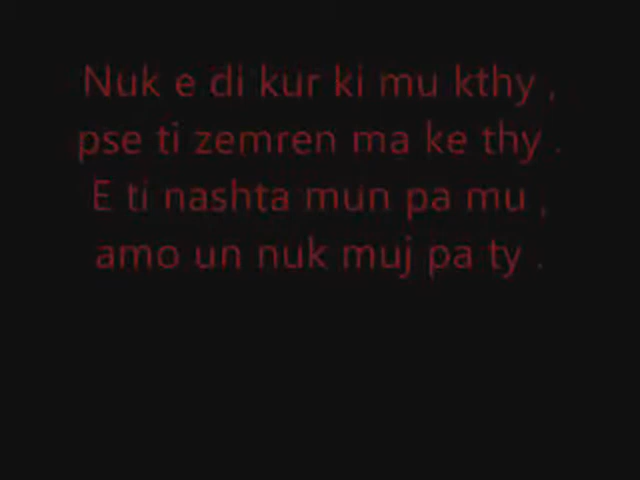 Nuk e di kur ki mu kthy ,
pse ti zemren ma ke thy .
E ti nashta mun pa mu ,
amo un nuk muj pa ty .